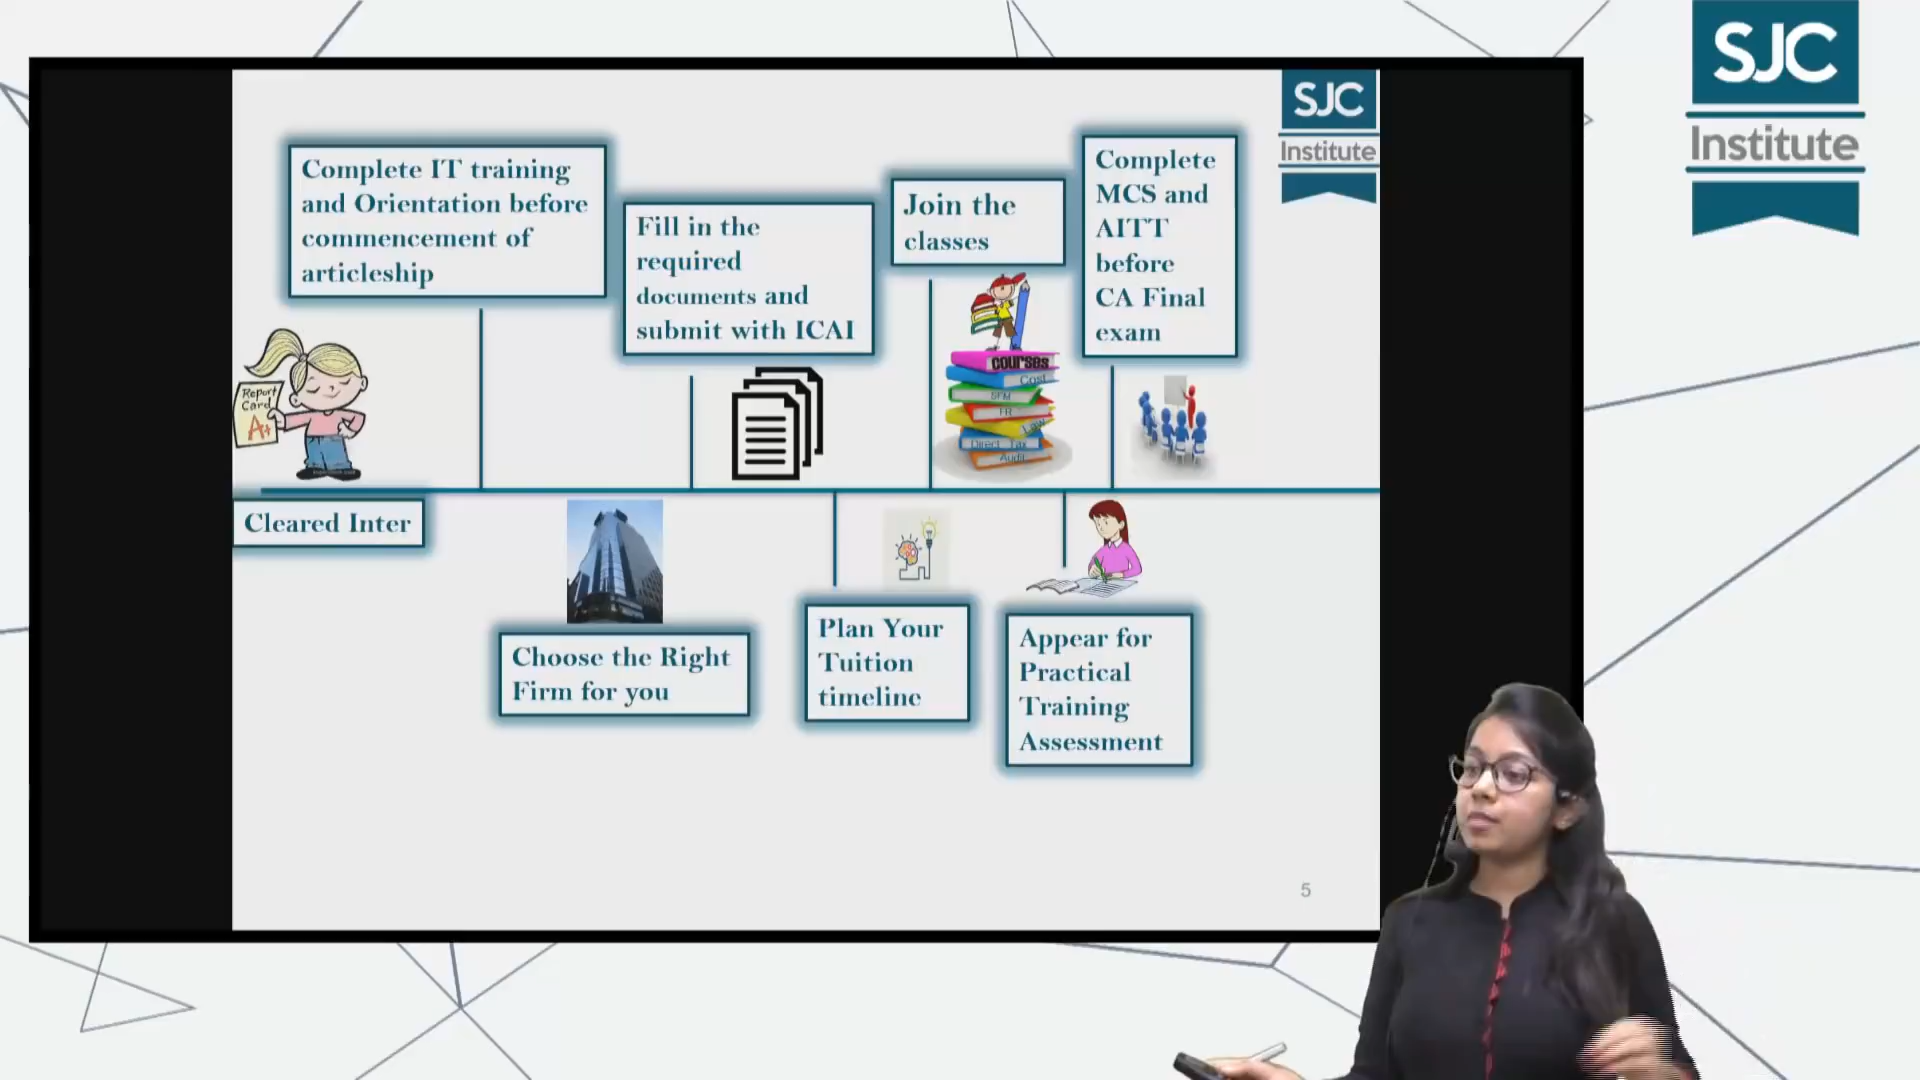 SJC
Institute
SJC
Institute
Complete IT training
and Orientation before
commencement of
articleship
Fill in the
required
documents and
submit with ICAI
Join the
classes
Complete
MCS and
AITT
before
CA Final
exam
Report
Card
A+
courses
Cost
SFM
FR
Law
Direct Tax
Audit
Cleared Inter
Choose the Right
Firm for you
Plan Your
Tuition
timeline
Appear for
Practical
Training
Assessment
5